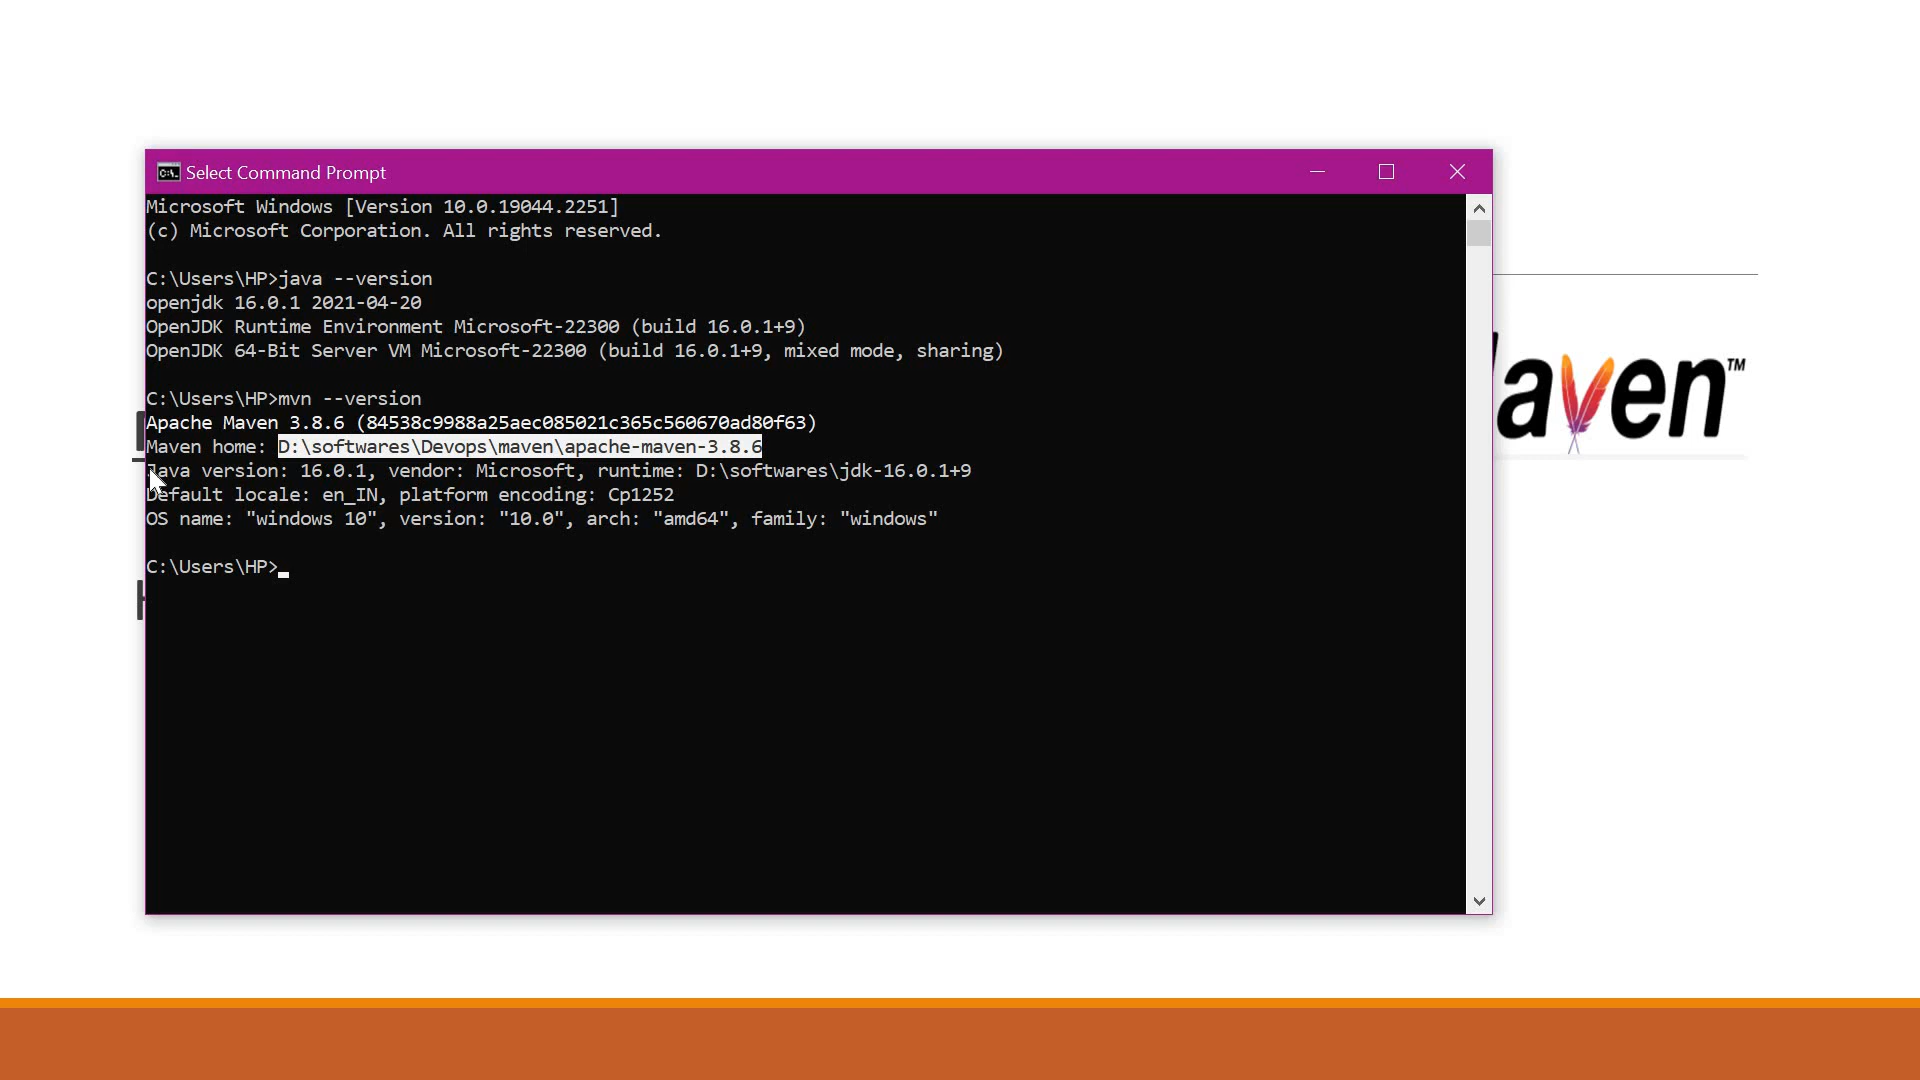 Select Command Prompt
Microsoft Windows [Version 10.0.19044.2251]
(c) Microsoft Corporation. All rights reserved.
C:\Users\HP>java --version
openjdk 16.0.1 2021-04-20
OpenJDK Runtime Environment Microsoft-22300 (build 16.0.1+9)
OpenJDK 64-Bit Server VM Microsoft-22300 (build 16.0.1+9, mixed mode, sharing)
C:\Users\HP>mvn --version
Apache Maven 3.8.6 (84538c9988a25aec085021c365c560670ad80f63)
Maven home: D:\softwares\Devops\maven\apache-maven-3.8.6
Java version: 16.0.1, vendor: Microsoft, runtime: D:\softwares\jdk-16.0.1+9
Default locale: en_IN, platform encoding: Cp1252
OS name: "windows 10", version: "10.0", arch: "amd64", family: "windows"
C:\Users\HP>
aven™